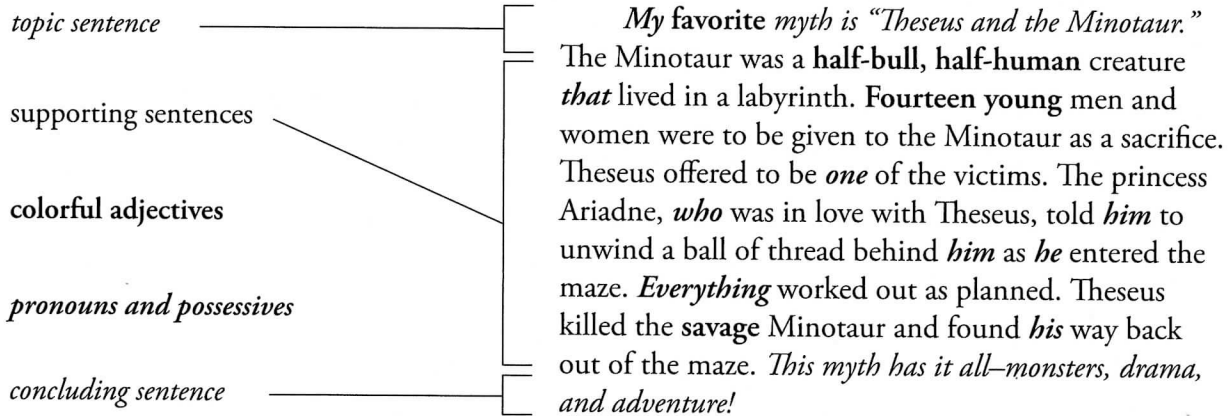 topic sentence
supporting sentences
colorful adjectives
pronouns and possessives
concluding sentence
My favorite myth is “Theseus and the Minotaur.”
The Minotaur was a half-bull, half-human creature
that lived in a labyrinth. Fourteen young men and
women were to be given to the Minotaur as a sacrifice.
Theseus offered to be one of the victims. The princess
Ariadne, who was in love with Theseus, told him to
unwind a ball of thread behind him as he entered the
maze. Everything worked out as planned. Theseus
killed the savage Minotaur and found his way back
out of the maze. This myth has it all—monsters, drama,
and adventure!